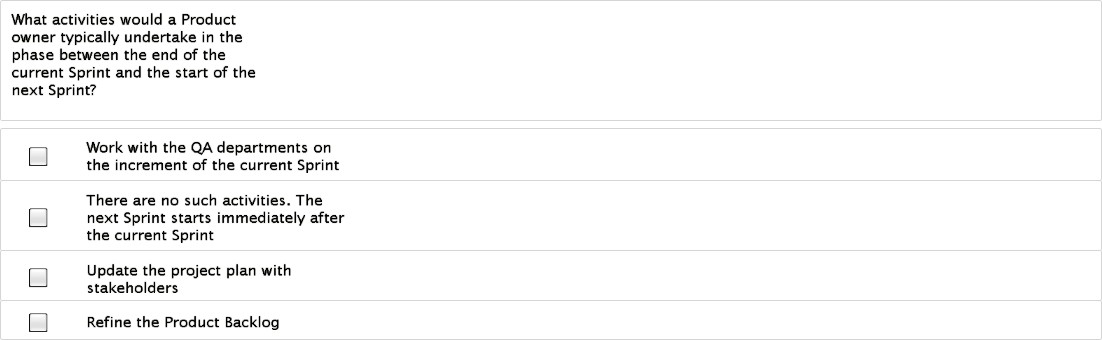 What activities would a Product
owner typically undertake in the
phase between the end of the
current Sprint and the start of the
next Sprint?
Work with the QA departments on
the increment of the current Sprint
There are no such activities. The
next Sprint starts immediately after
the current Sprint
Update the project plan with
stakeholders
Refine the Product Backlog